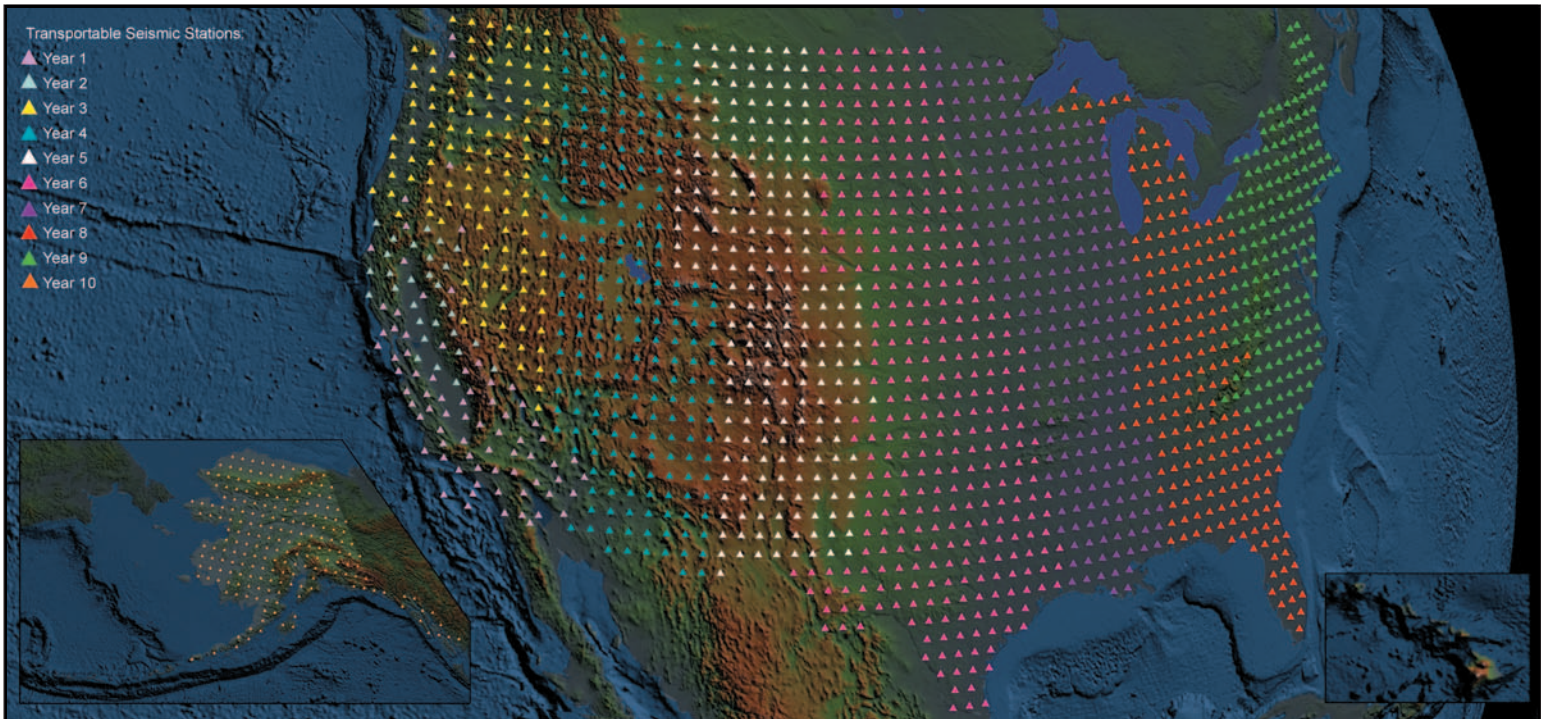 Transportable Seismic Stations:
Year 1
Year 2
Year 3
Year 4
Year 5
Year 6
Year 7
Year 8
Year 9
Year 10